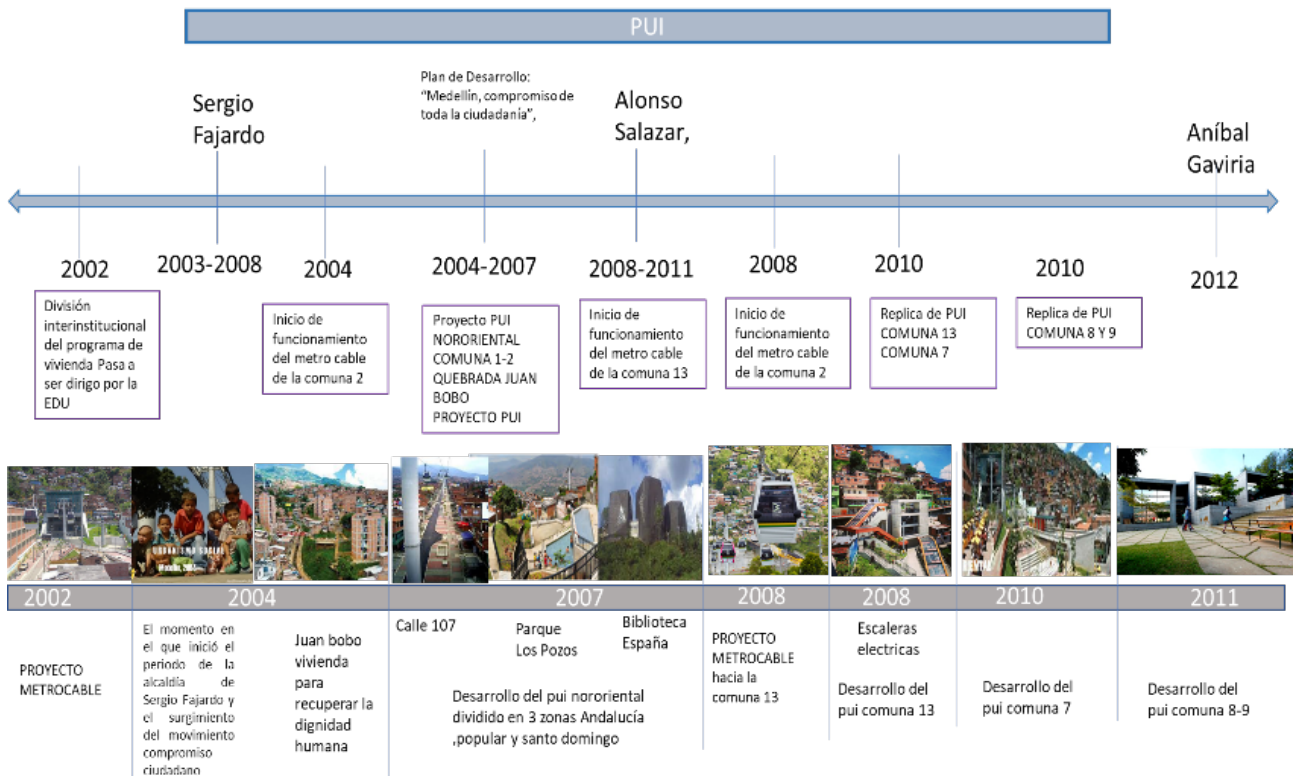 PUI
Sergio
Fajardo
Plan de Desarrollo:
"Medellín, compromiso de
toda la ciudadanía",
Alonso
Salazar,
Aníbal
Gaviria
2002
2003-2008
2004
2004-2007
2008-2011
2008
2010
2010
2012
División
interinstitucional
del programa de
vivienda Pasa a
ser dirigo por la
EDU
Inicio de
funcionamiento
del metro cable
de la comuna 2
Proyecto PUI
NORORIENTAL
COMUNA 1-2
QUEBRADA JUAN
BOBO
PROYECTO PUI
Inicio de
funcionamiento
del metro cable
de la comuna 13
Inicio de
funcionamiento
del metro cable
de la comuna 2
Replica de PUI
COMUNA 13
COMUNA 7
Replica de PUI
COMUNA 8 Y 9
2002
2004
2007
2008
2008
2010
2011
PROYECTO
METROCABLE
El momento en
el que inició el
periodo de la
alcaldía de
Sergio Fajardo y
el surgimiento
del movimiento
compromiso
ciudadano
Juan bobo
vivienda
para
recuperar la
dignidad
humana
Calle 107
Parque
Los Pozos
Biblioteca
España
Desarrollo del pui nororiental
dividido en 3 zonas Andalucía
,popular y santo domingo
PROYECTO
METROCABLE
hacia la
comuna 13
Escaleras
electricas
Desarrollo del
pui comuna 13
Desarrollo del
pui comuna 7
Desarrollo del
pui comuna 8-9